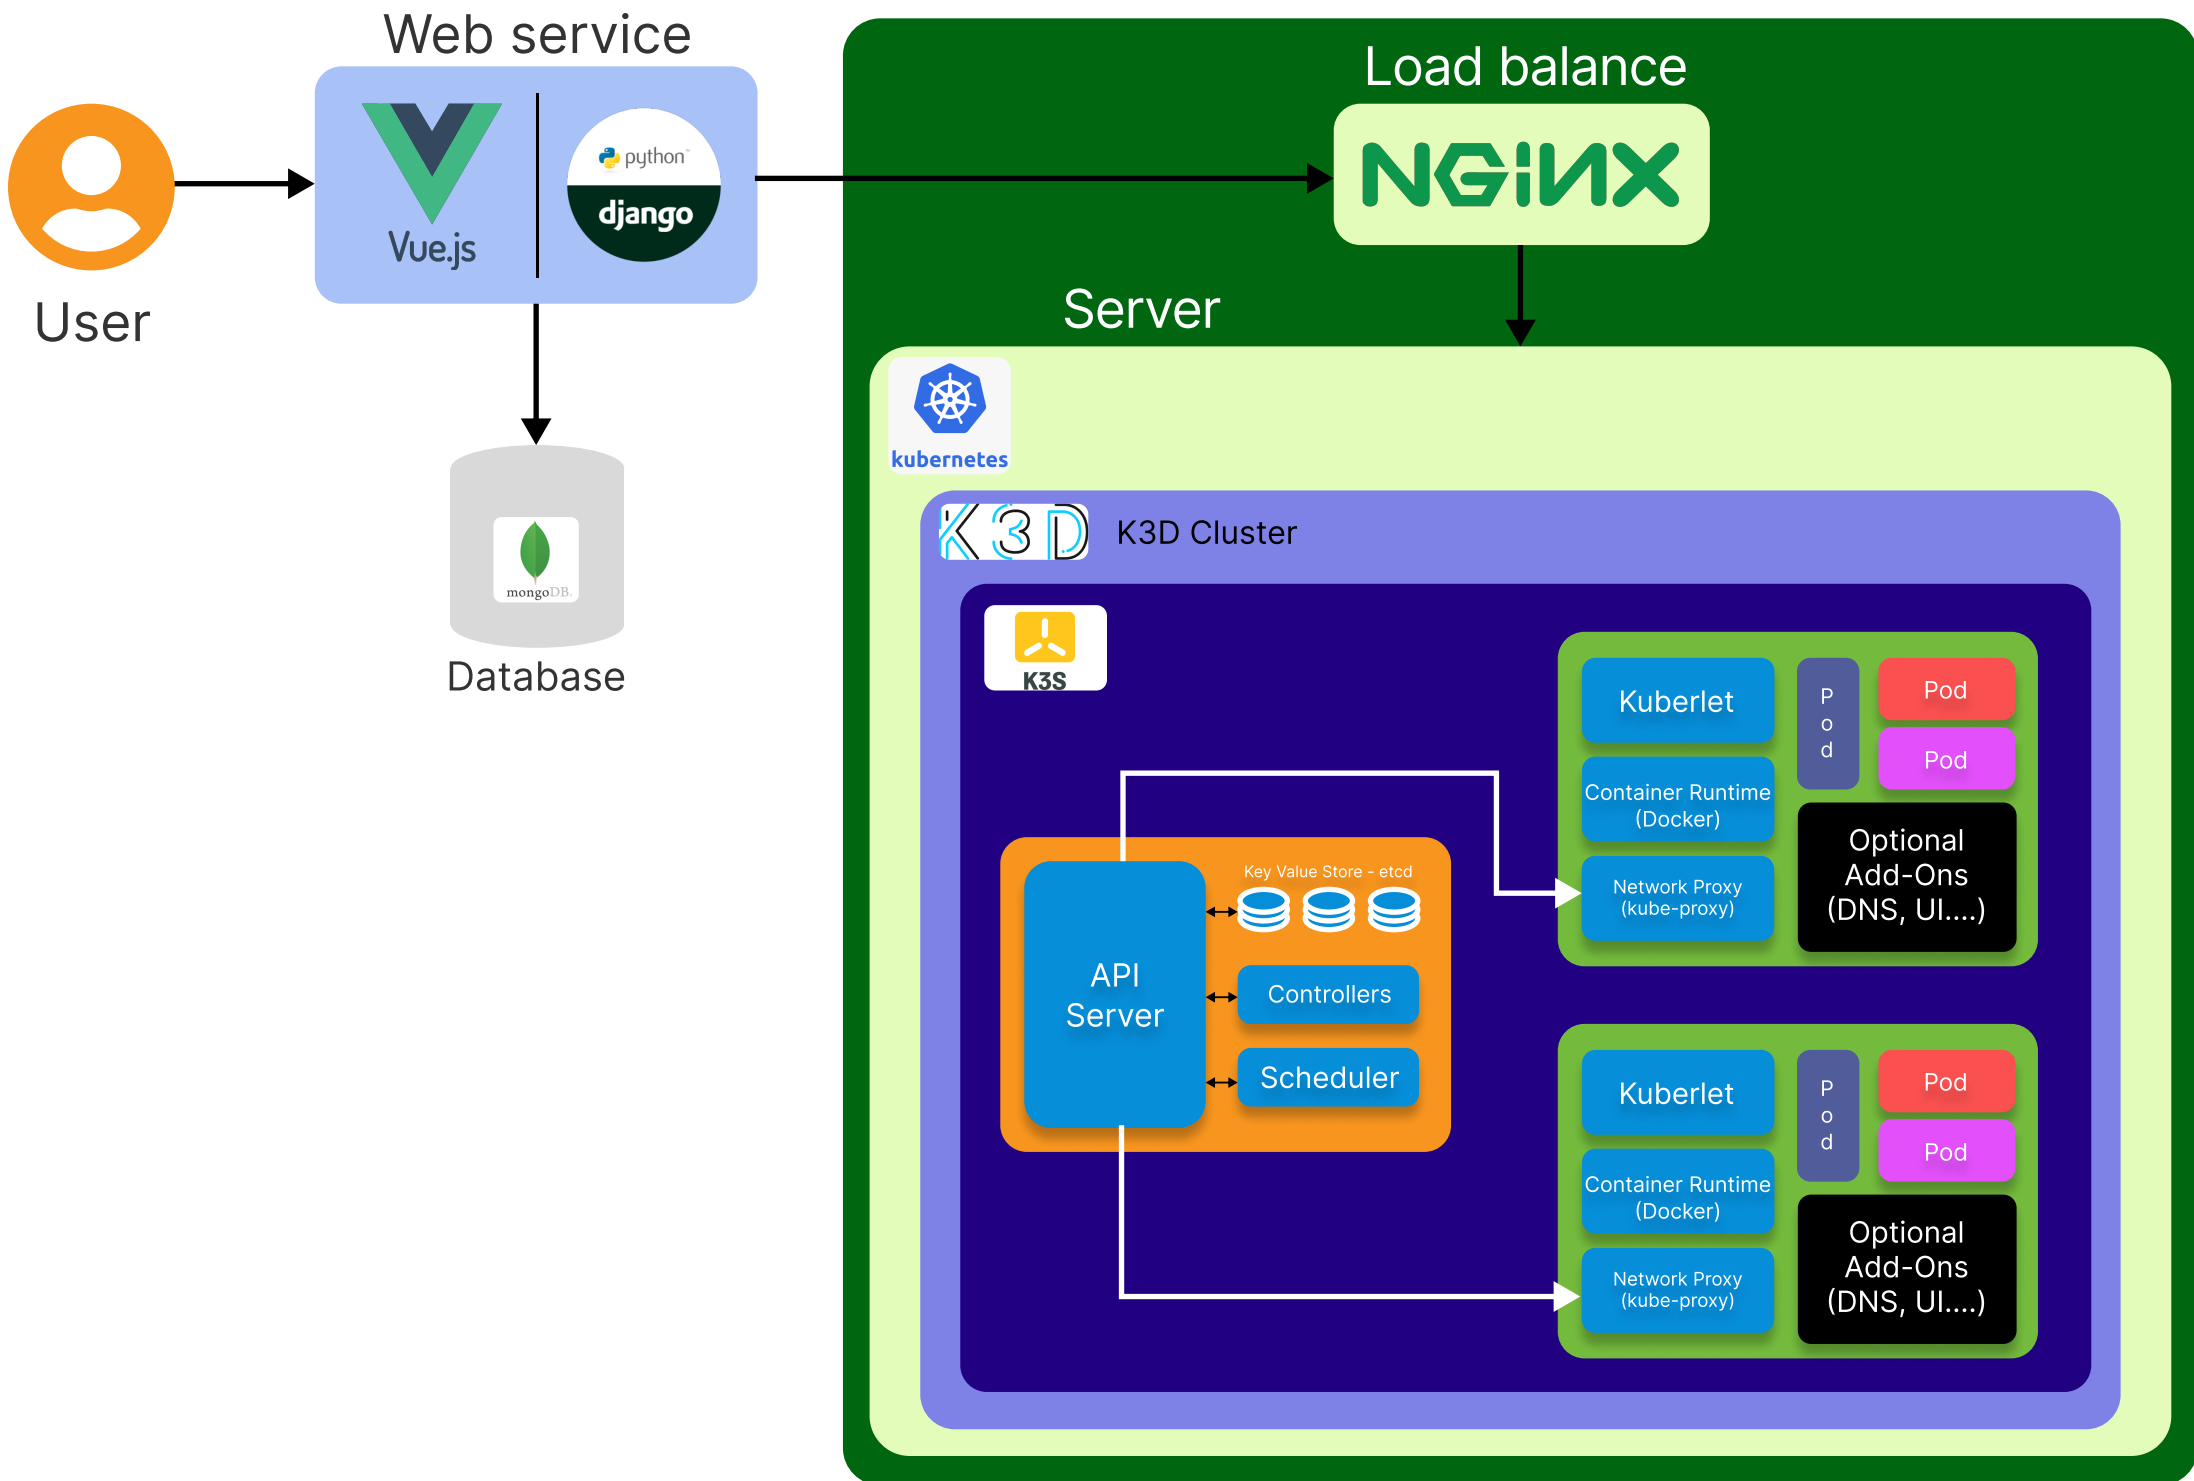 Web service
Vue.js
python
django
User
mongoDB.
Database
Load balance
NGiNX
Server
kubernetes
K3D
K3D Cluster
K3S
API
Server
Key Value Store - etcd
Controllers
Scheduler
Kuberlet
Container Runtime
(Docker)
Network Proxy
(kube-proxy)
Pod
Pod
Pod
Optional
Add-Ons
(DNS, UI....)
Kuberlet
Container Runtime
(Docker)
Network Proxy
(kube-proxy)
Pod
Pod
Pod
Optional
Add-Ons
(DNS, UI....)